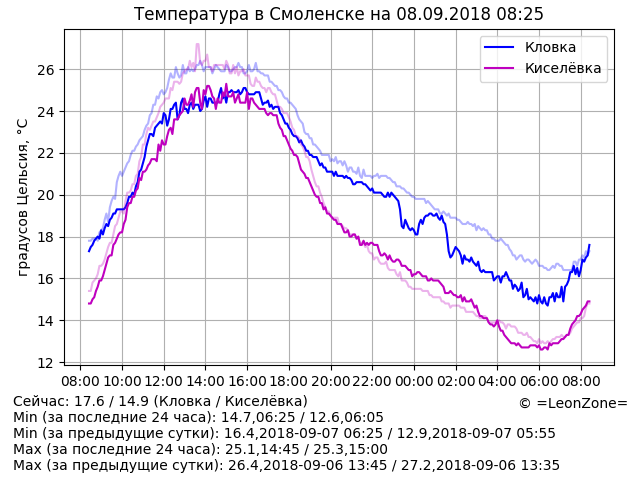 Температура в Смоленске на 08.09.2018 08:25
градусов Цельсия, °C
Кловка
Киселёвка
26
24
22
20
18
16
14
12
08:00 10:00 12:00 14:00 16:00 18:00 20:00 22:00 00:00 02:00 04:00 06:00 08:00
Сейчас: 17.6 / 14.9 (Кловка / Киселёвка)
© =LeonZone=
Min (за последние 24 часа): 14.7,06:25 / 12.6,06:05
Min (за предыдущие сутки): 16.4,2018-09-07 06:25 / 12.9,2018-09-07 05:55
Max (за последние 24 часа): 25.1,14:45 / 25.3,15:00
Max (за предыдущие сутки): 26.4,2018-09-06 13:45 / 27.2,2018-09-06 13:35